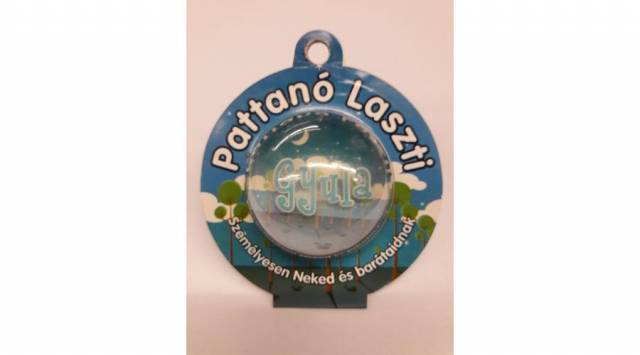 Pattanó Laszti
Gyula
Személyesen Neked és barátaidnak